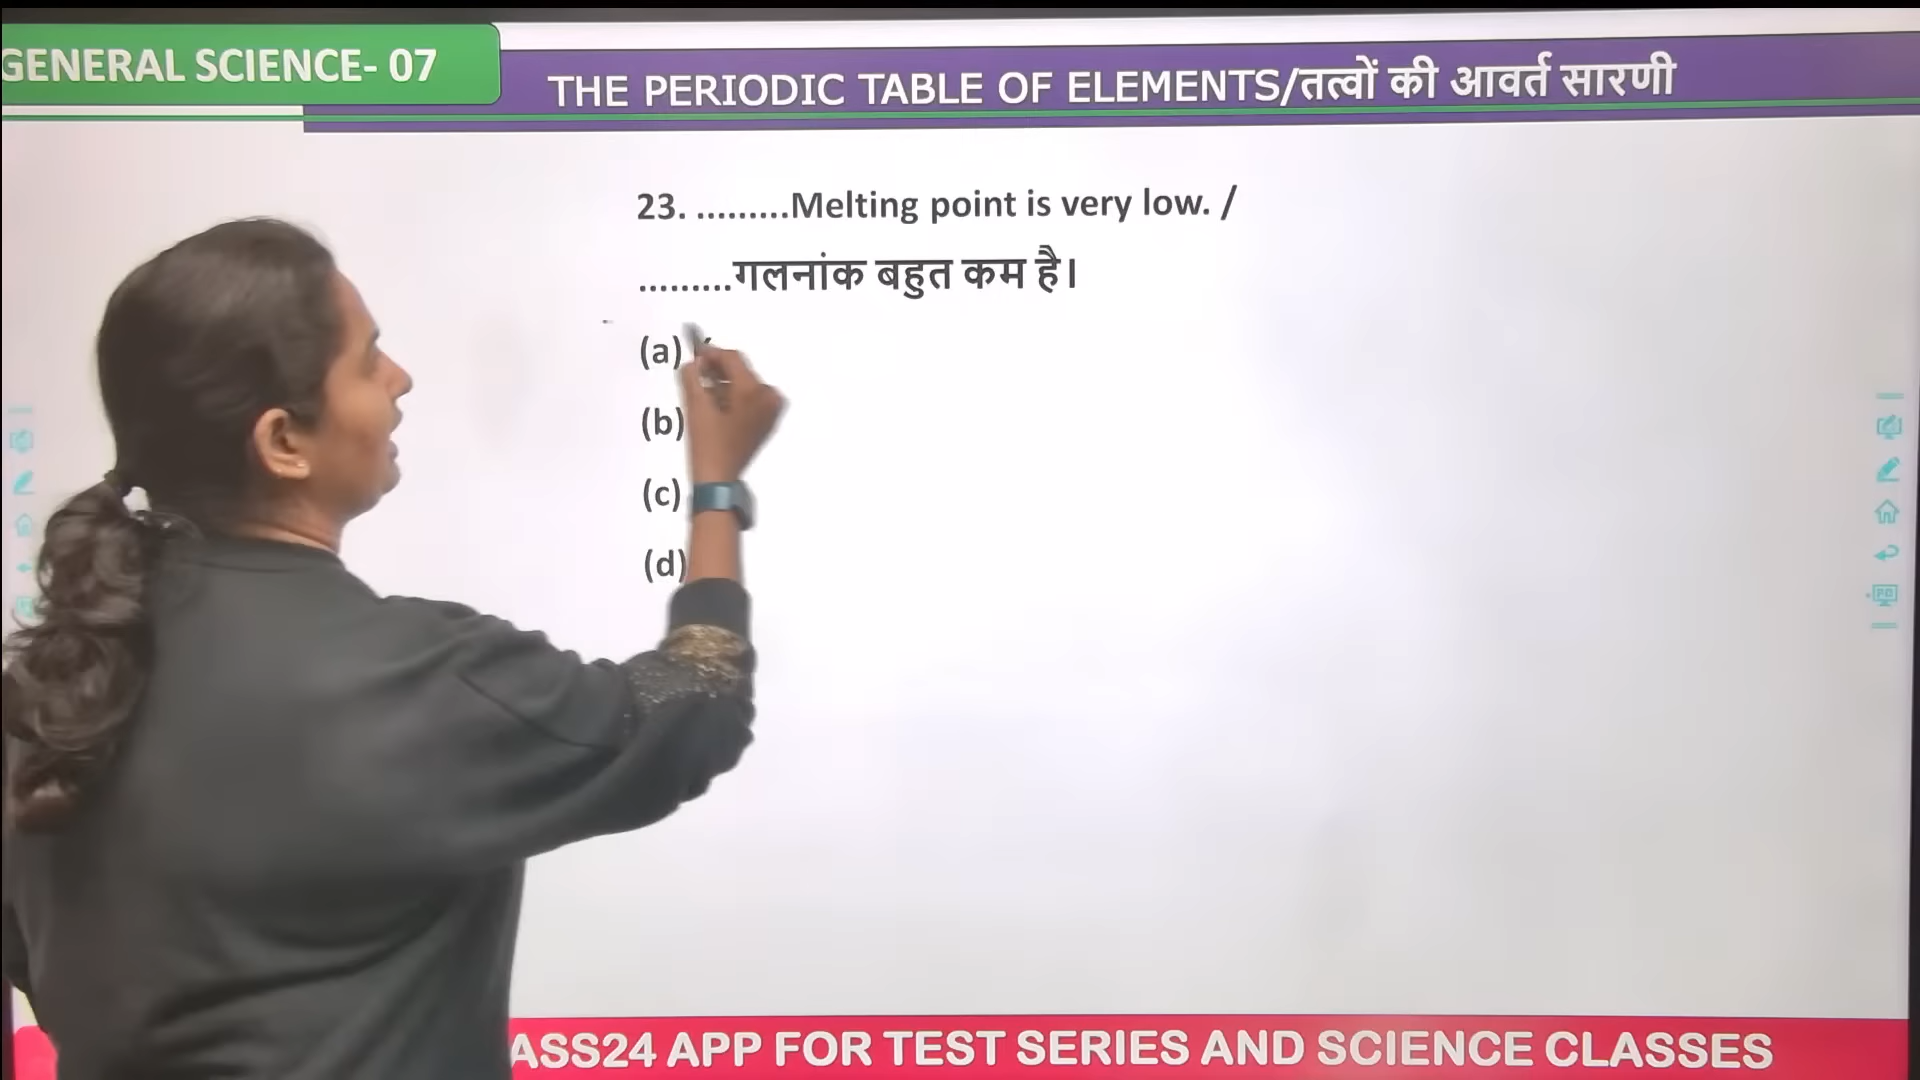 GENERAL SCIENCE- 07
THE PERIODIC TABLE OF ELEMENTS/तत्वों की आवर्त सारणी
23. .........Melting point is very low. /
.........गलनांक बहुत कम है।
(a)
(b)
(c)
(d)
ASS24 APP FOR TEST SERIES AND SCIENCE CLASSES